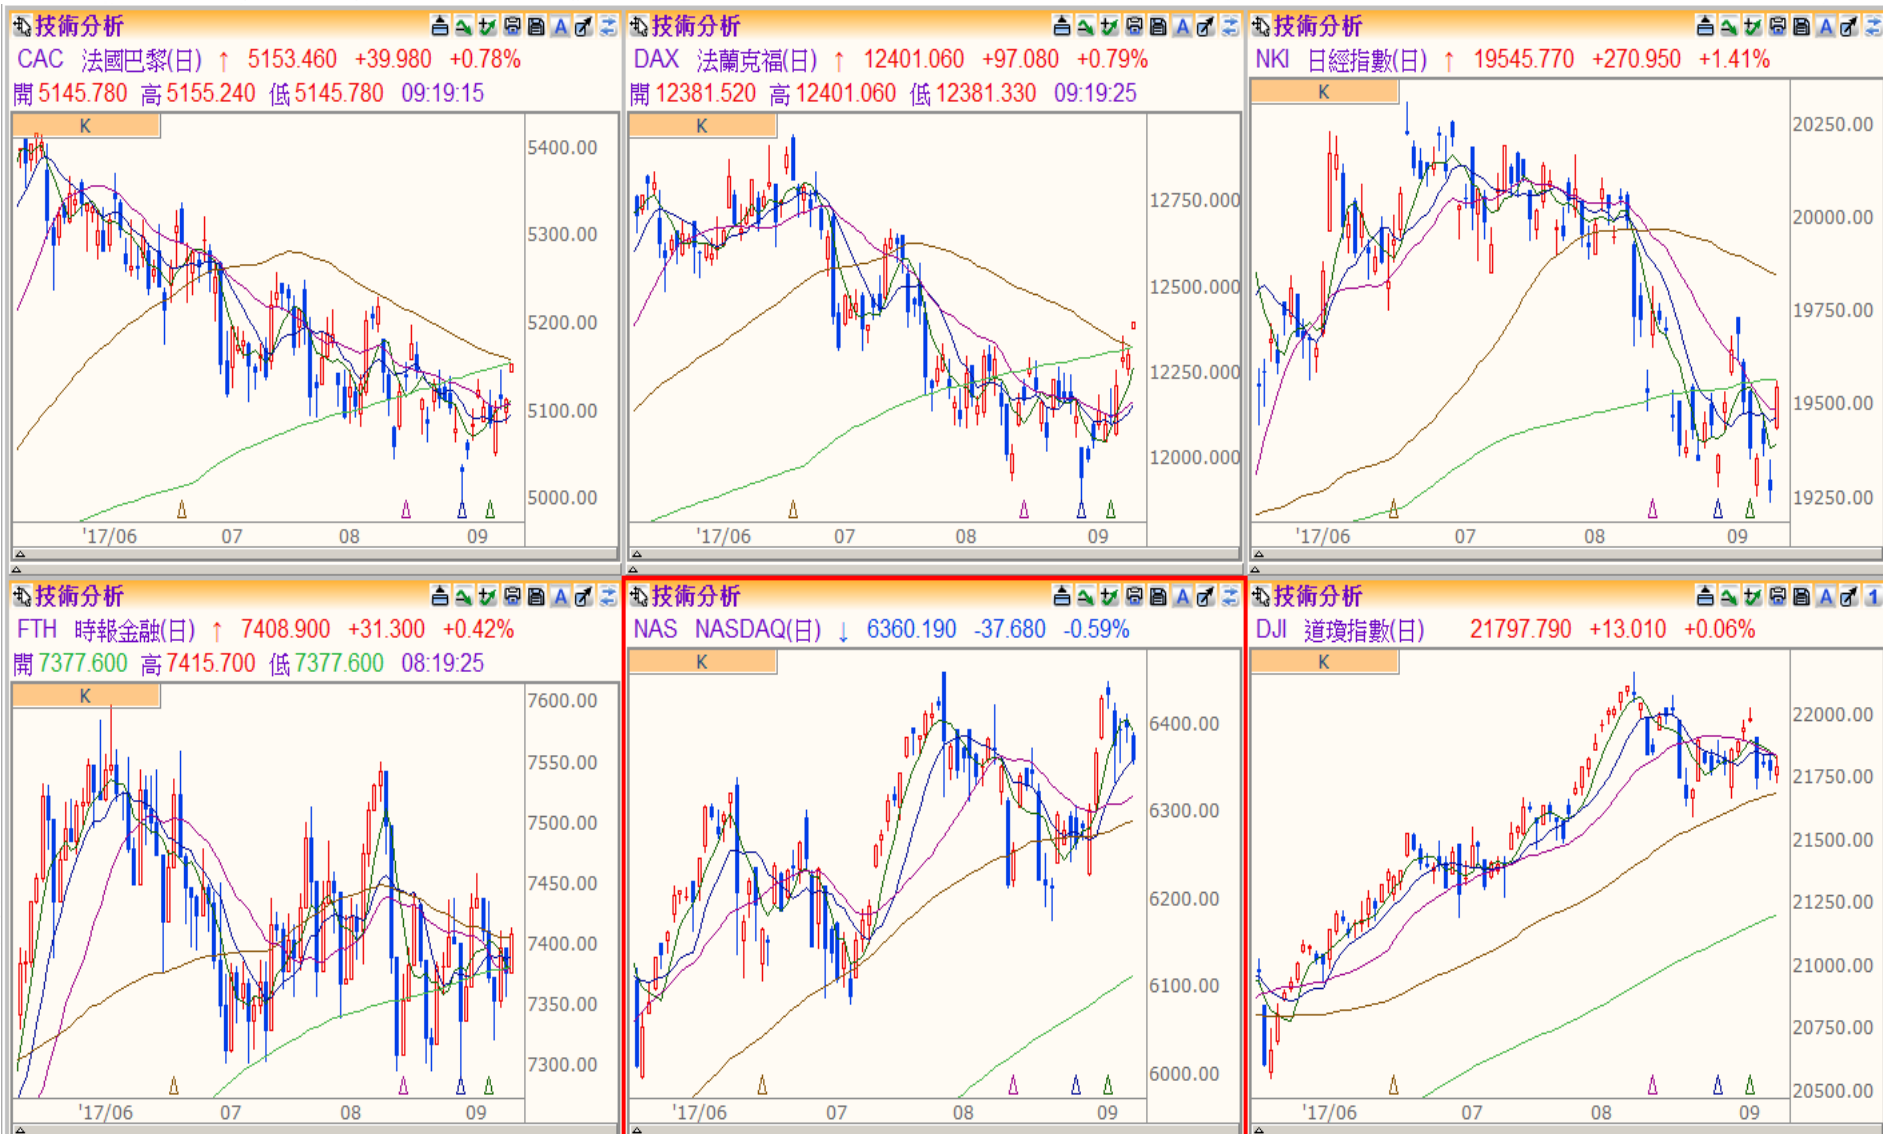 技術分析
CAC 法國巴黎(日) ↑ 5153.460 +39.980 +0.78%
開 5145.780 高 5155.240 低 5145.780 09:19:15
K
5400.00
5300.00
5200.00
5100.00
5000.00
'17/06 07 08 09
技術分析
DAX 法蘭克福(日) ↑ 12401.060 +97.080 +0.79%
開 12381.520 高 12401.060 低 12381.330 09:19:25
K
12750.000
12500.000
12250.000
12000.000
'17/06 07 08 09
技術分析
NKI 日經指數(日) ↑ 19545.770 +270.950 +1.41%
K
20250.00
20000.00
19750.00
19500.00
19250.00
'17/06 07 08 09
技術分析
FTH 時報金融(日) ↑ 7408.900 +31.300 +0.42%
開 7377.600 高 7415.700 低 7377.600 08:19:25
K
7600.00
7550.00
7500.00
7450.00
7400.00
7350.00
7300.00
'17/06 07 08 09
技術分析
NAS NASDAQ(日) ↓ 6360.190 -37.680 -0.59%
K
6400.00
6300.00
6200.00
6100.00
6000.00
'17/06 07 08 09
技術分析
DJI 道瓊指數(日) 21797.790 +13.010 +0.06%
K
22000.00
21750.00
21500.00
21250.00
21000.00
20750.00
20500.00
'17/06 07 08 09